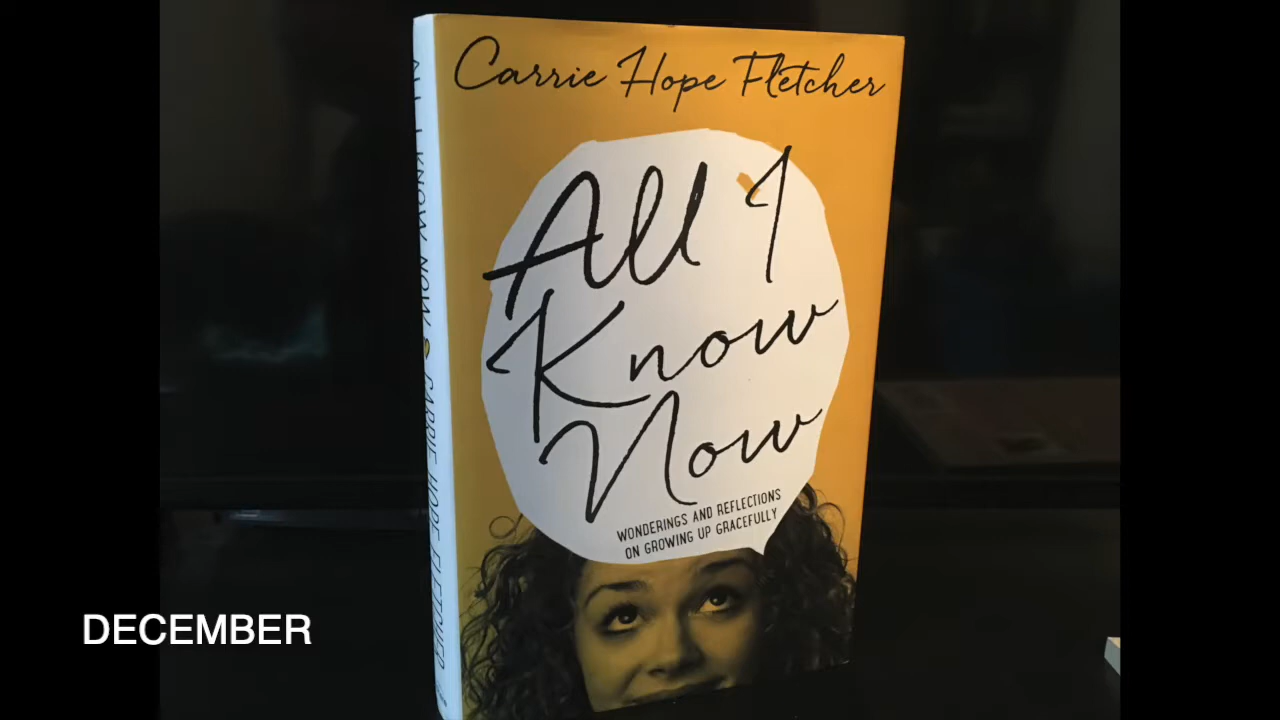 Carrie Hope Fletcher
All I
Know
Now
WONDERINGS AND REFLECTIONS
ON GROWING UP GRACEFULLY
ALL I KNOW NOW CARRIE HOPE FLETCHER
DECEMBER